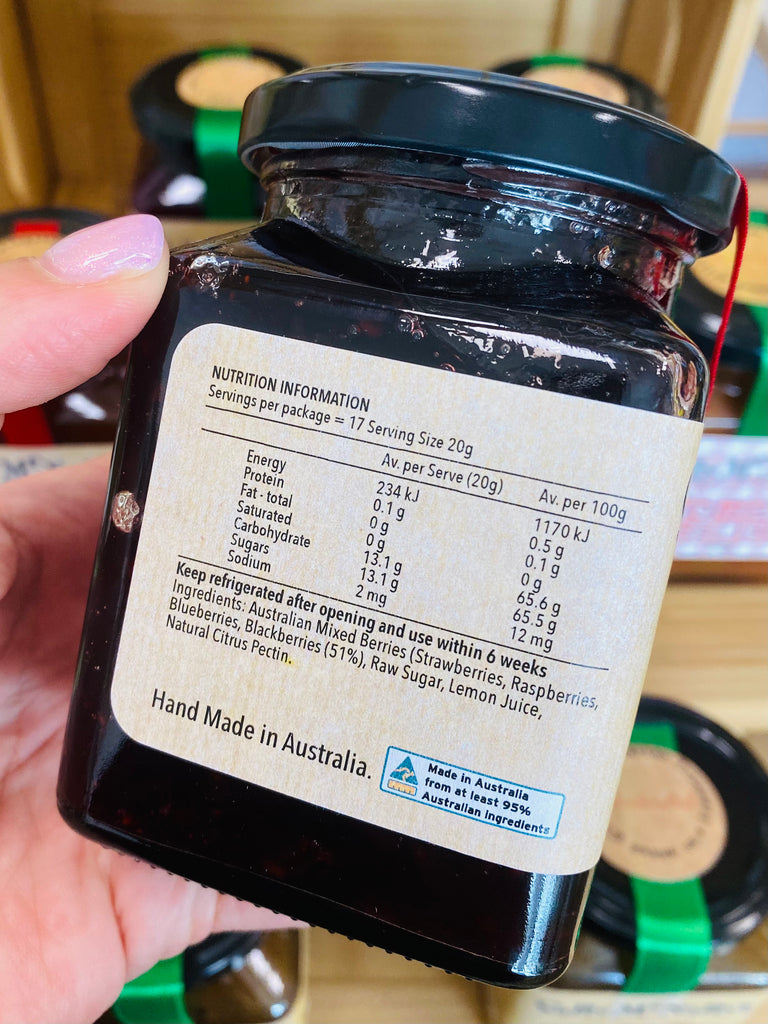 NUTRITION INFORMATION
Servings per package = 17 Serving Size 20g
Av. per Serve (20g) Av. per 100g
Energy 234 kJ 1170 kJ
Protein 0.1 g 0.5 g
Fat - total 0 g 0.1 g
Saturated 0 g 0 g
Carbohydrate 13.1 g 65.6 g
Sugars 13.1 g 65.5 g
Sodium 2 mg 12 mg
Keep refrigerated after opening and use within 6 weeks
Ingredients: Australian Mixed Berries (Strawberries, Raspberries,
Blueberries, Blackberries (51%), Raw Sugar, Lemon Juice,
Natural Citrus Pectin.
Hand Made in Australia.
Made in Australia
from at least 95%
Australian ingredients